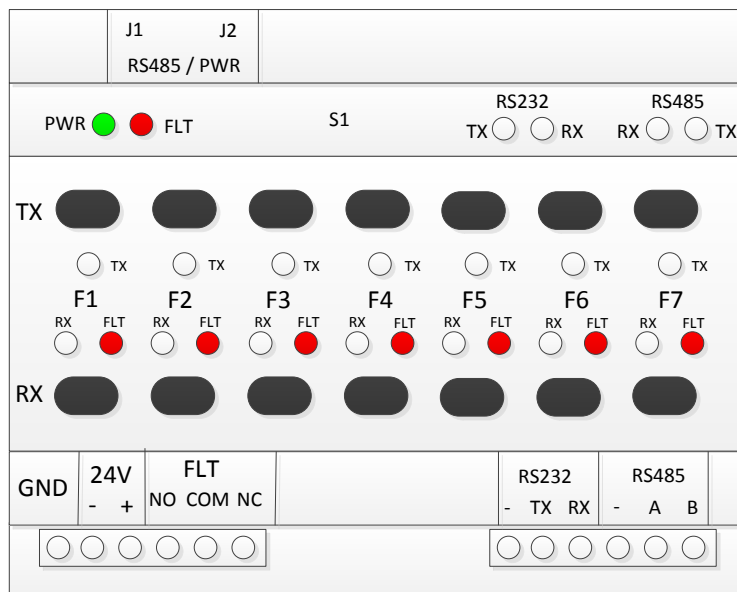 J1 J2
RS485 / PWR
PWR FLT S1 RS232 RS485
TX RX RX TX
TX
TX TX TX TX TX TX TX
F1 F2 F3 F4 F5 F6 F7
RX FLT RX FLT RX FLT RX FLT RX FLT RX FLT RX FLT
RX
GND 24V FLT RS232 RS485
- + NO COM NC - TX RX - A B